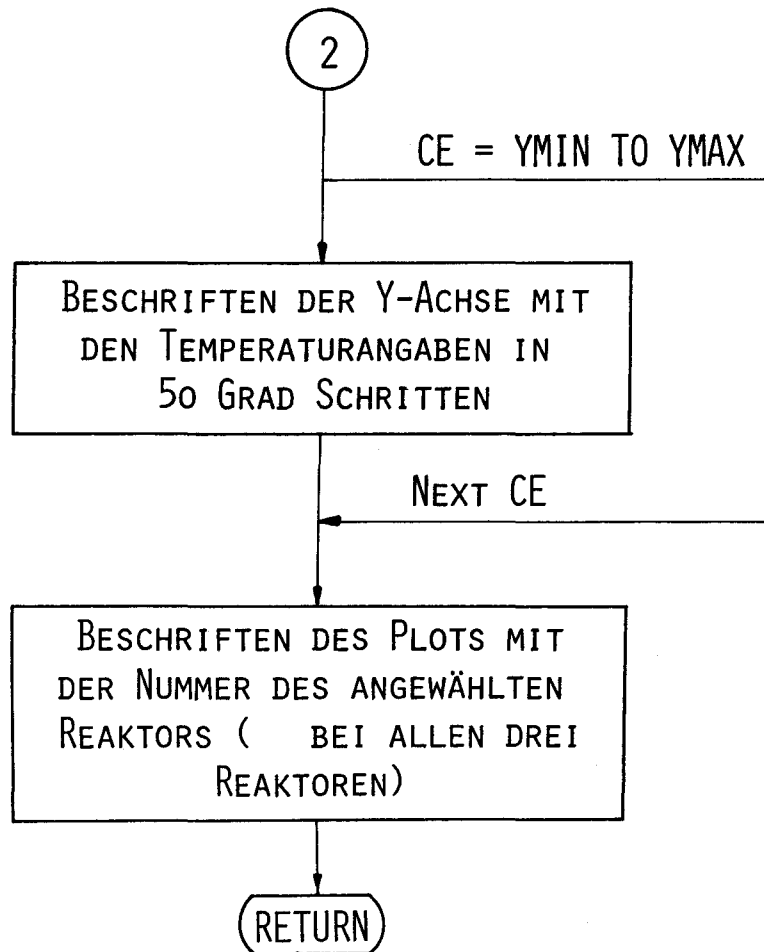 2
CE = YMIN TO YMAX
BESCHRIFTEN DER Y-ACHSE MIT
DEN TEMPERATURANGABEN IN
50 GRAD SCHRITTEN
NEXT CE
BESCHRIFTEN DES PLOTS MIT
DER NUMMER DES ANGEWÄHLTEN
REAKTORS ( BEI ALLEN DREI
REAKTOREN)
RETURN